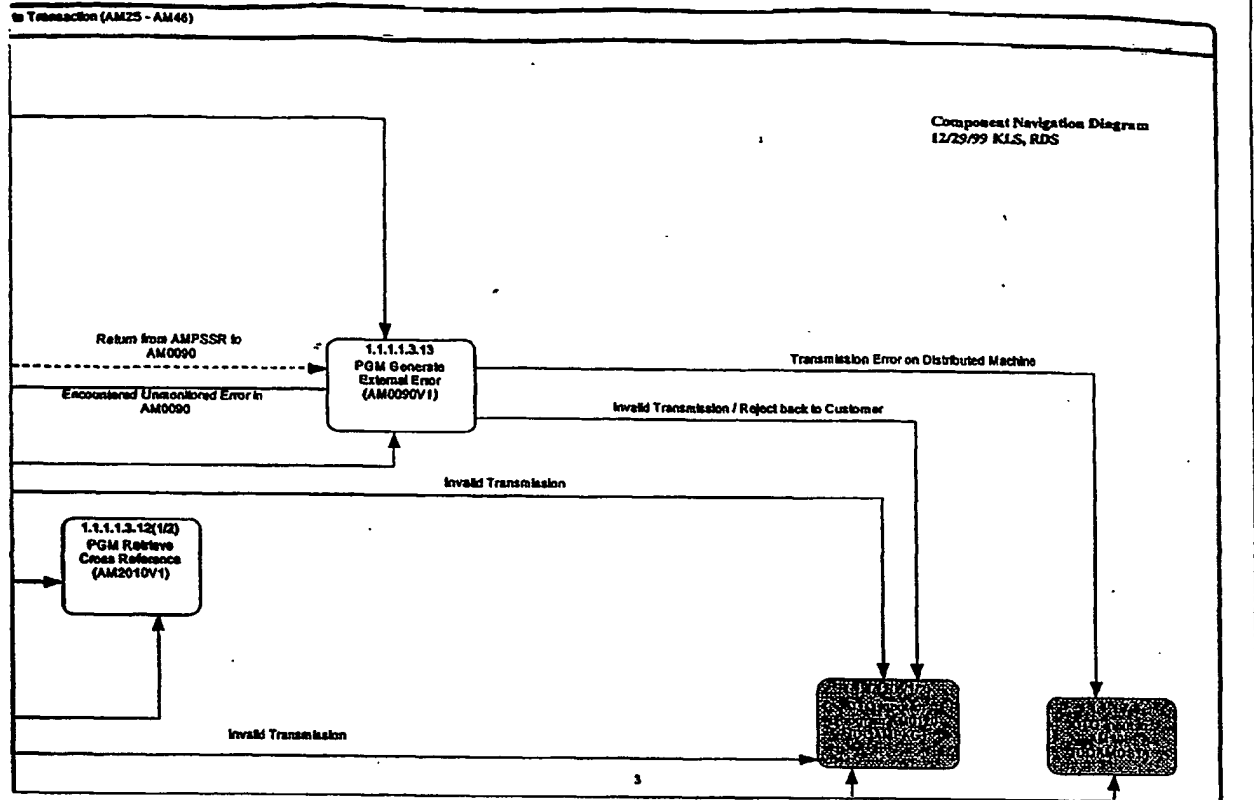 to Transaction (AM25 - AM46)
Component Navigation Diagram
12/29/99 KLS, RDS
Return from AMPSSR to
AM0090
1.1.1.1.3.13
PGM Generate
External Error
(AM0090V1)
Transmission Error on Distributed Machine
Encountered Unmonitored Error in
AM0090
Invalid Transmission / Reject back to Customer
Invalid Transmission
1.1.1.1.3.12(1/2)
PGM Retrieve
Cross Reference
(AM2010V1)
Invalid Transmission
3